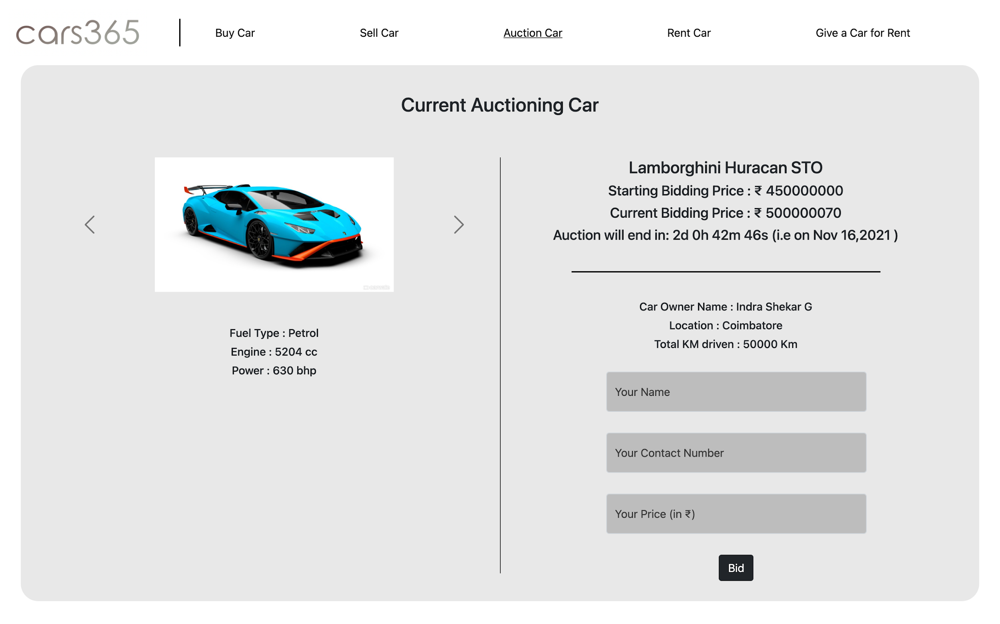 cars365
Buy Car
Sell Car
Auction Car
Rent Car
Give a Car for Rent
Current Auctioning Car
carwale
Fuel Type : Petrol
Engine : 5204 cc
Power : 630 bhp
Lamborghini Huracan STO
Starting Bidding Price : ₹ 450000000
Current Bidding Price : ₹ 500000070
Auction will end in: 2d 0h 42m 46s (i.e on Nov 16,2021 )
Car Owner Name : Indra Shekar G
Location : Coimbatore
Total KM driven : 50000 Km
Your Name
Your Contact Number
Your Price (in ₹)
Bid